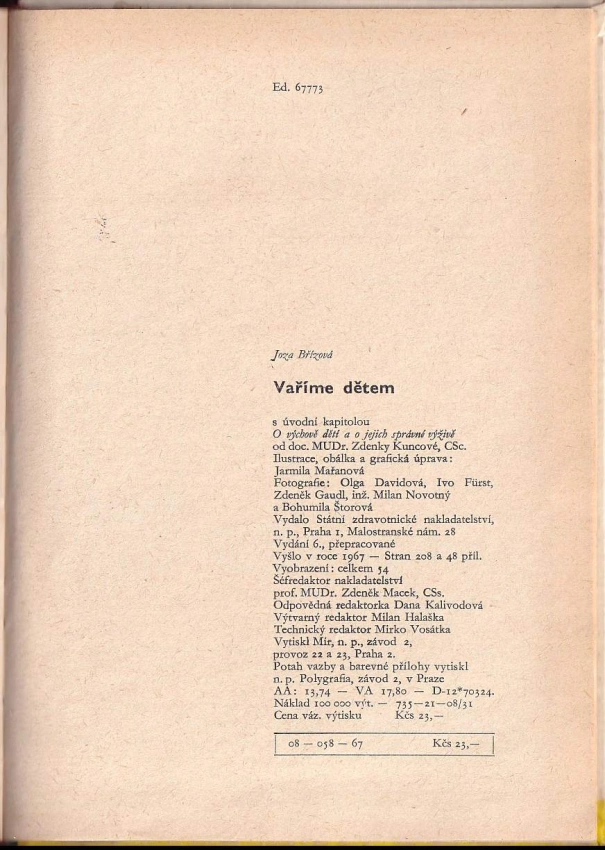 Ed. 67773
Joza Břízová
Vaříme dětem
s úvodní kapitolou
O výchově dětí a o jejich správné výživě
od doc. MUDr. Zdenky Kuncové, CSc.
Ilustrace, obálka a grafická úprava:
Jarmila Mařanová
Fotografie: Olga Davidová, Ivo Fürst,
Zdeněk Gaudl, inž. Milan Novotný
a Bohumila Štorová
Vydalo Státní zdravotnické nakladatelství,
n. p., Praha 1, Malostranské nám. 28
Vydání 6., přepracované
Vyšlo v roce 1967 — Stran 208 a 48 příl.
Vyobrazení: celkem 54
Šéfredaktor nakladatelství
prof. MUDr. Zdeněk Macek, CSs.
Odpovědná redaktorka Dana Kalivodová
Výtvarný redaktor Milan Halaška
Technický redaktor Mirko Vosátka
Vytiskl Mír, n. p., závod 2,
provoz 22 a 23, Praha 2.
Potah vazby a barevné přílohy vytiskl
n. p. Polygrafia, závod 2, v Praze
AA: 13,74 — VA 17,80 — D-12*70324.
Náklad 100 000 výt. — 735—21—08/31
Cena váz. výtisku Kčs 23,—
08 — 058 — 67 Kčs 23,—